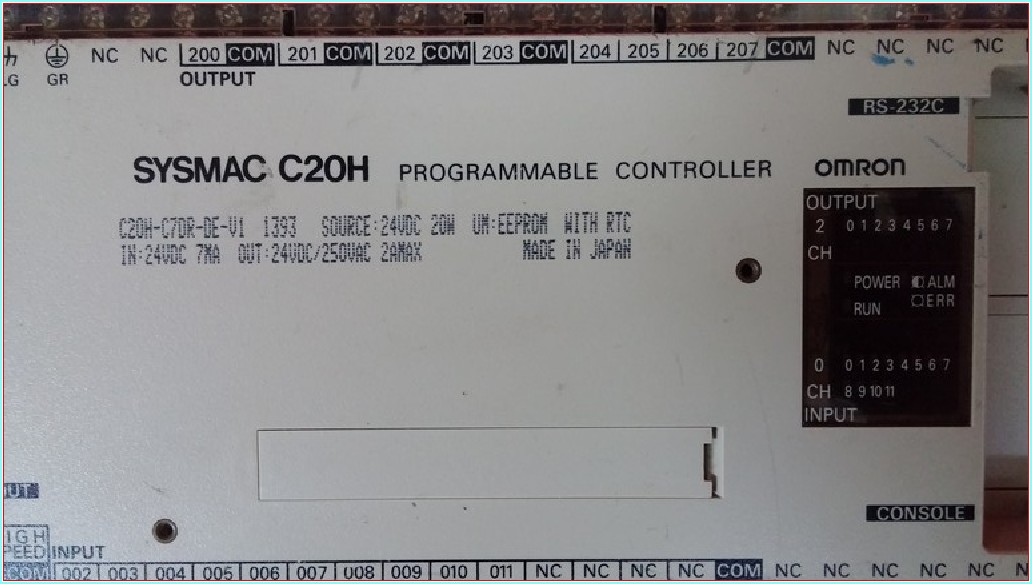 LG GR NC NC 200 COM 201 COM 202 COM 203 COM 204 205 206 207 COM NC NC NC NC
OUTPUT
RS-232C
SYSMAC C20H PROGRAMMABLE CONTROLLER OMRON
C20H-C7DR-DE-V1 1393 SOURCE:24VDC 20W UM:EEPROM WITH RTC
IN:24VDC 7MA OUT:24VDC/250VAC 2AMAX MADE IN JAPAN
OUTPUT
2 0 1 2 3 4 5 6 7
CH
POWER ALM
RUN ERR
0 0 1 2 3 4 5 6 7
CH 8 9 10 11
INPUT
CONSOLE
INPUT
COM 002 003 004 005 006 007 008 009 010 011 NC NC NC NC COM NC NC NC NC NC